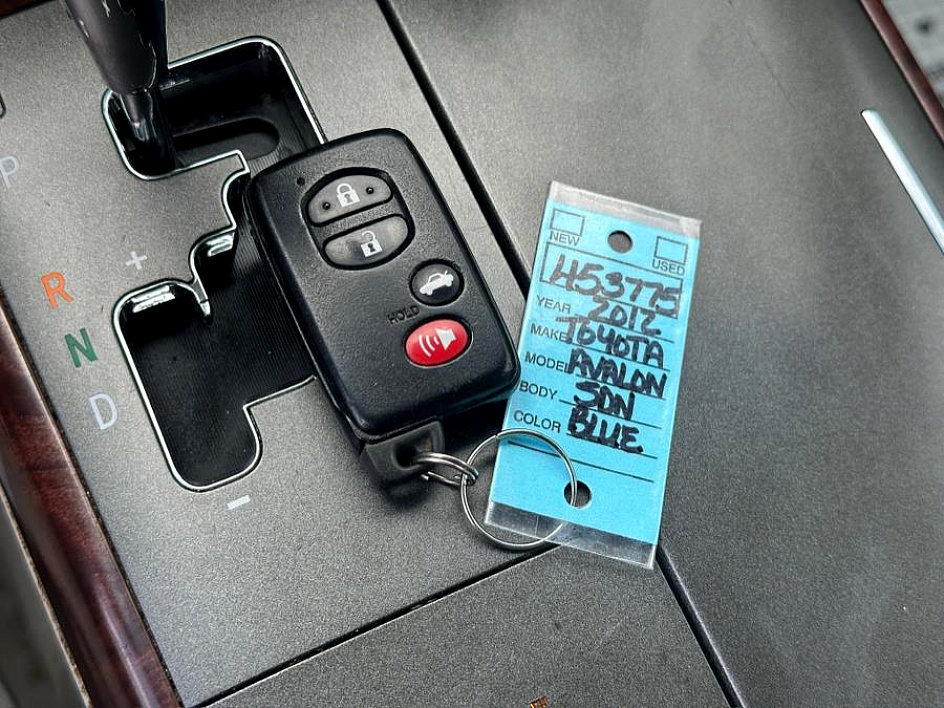 P
+
R
N
D
-
HOLD
NEW
USED
H53775
YEAR 2012
MAKE TOYOTA
MODEL AVALON
BODY SDN
COLOR BLUE